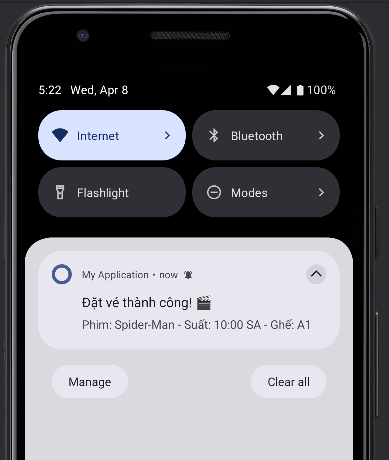 5:22 Wed, Apr 8 100%
Internet Bluetooth
Flashlight Modes
My Application • now
Đặt vé thành công! 🎬
Phim: Spider-Man - Suất: 10:00 SA - Ghế: A1
Manage Clear all